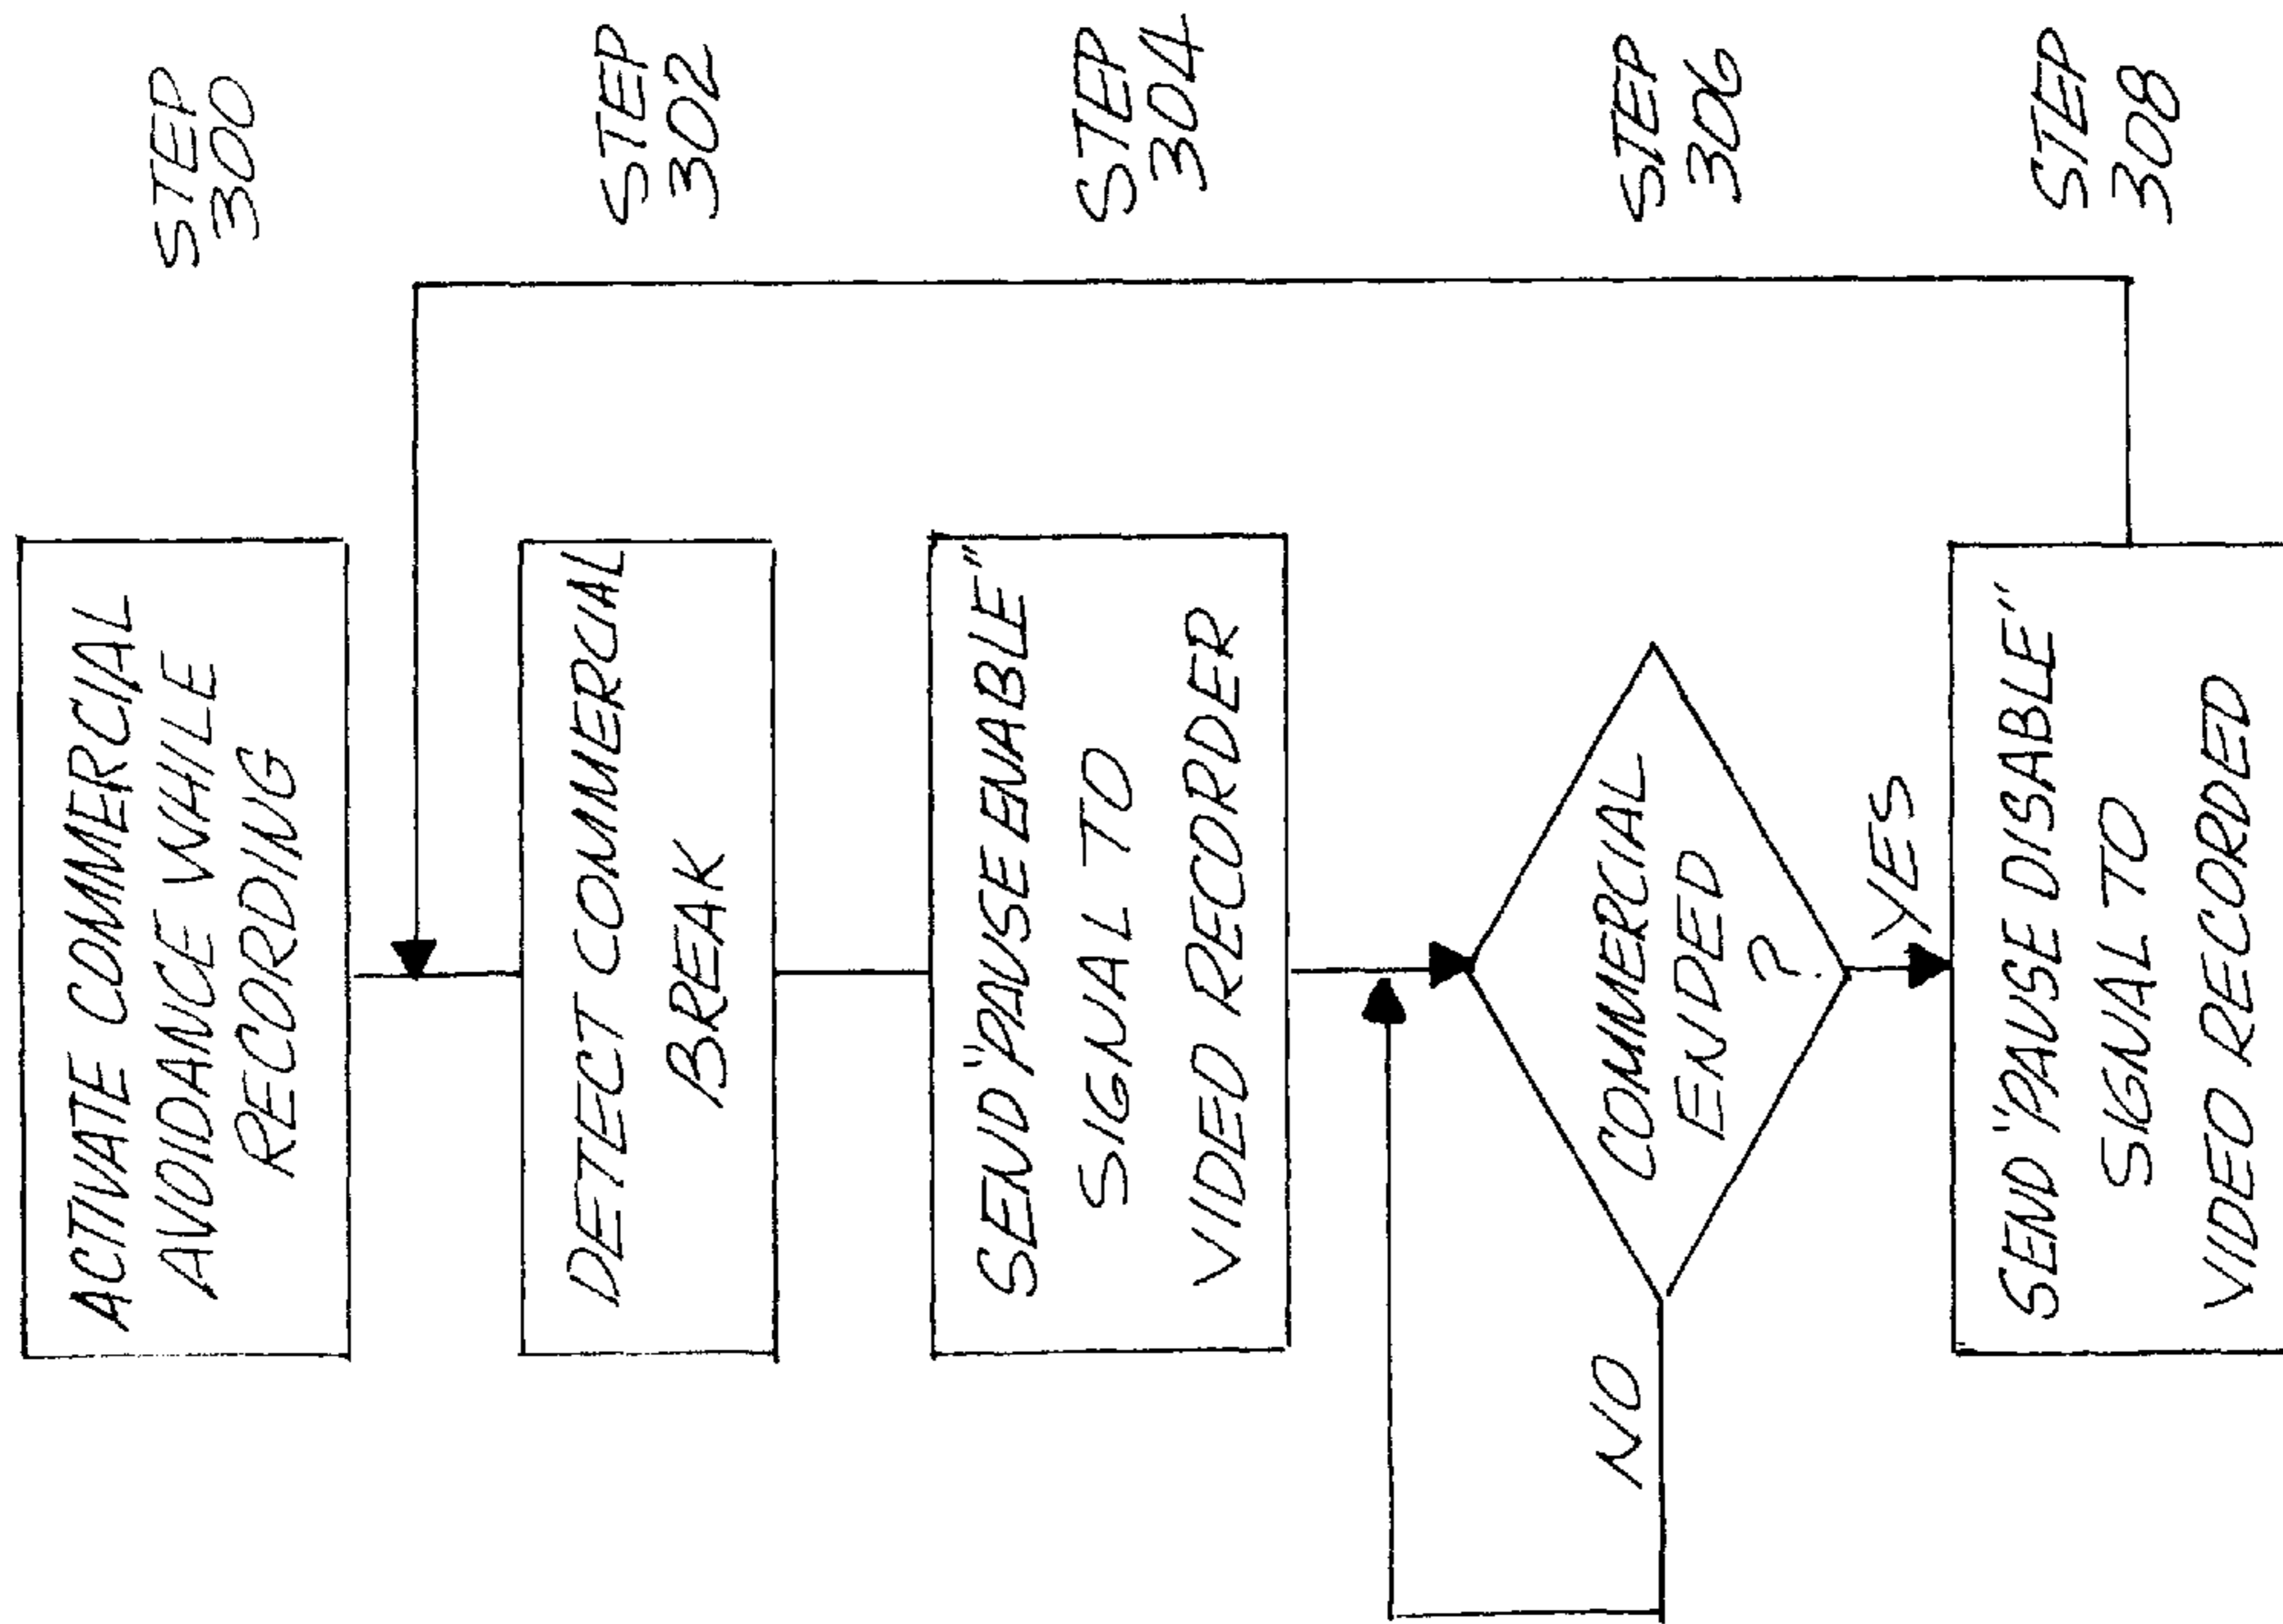 ACTIVATE COMMERCIAL
AVOIDANCE WHILE
RECORDING
STEP
300
DETECT COMMERCIAL
BREAK
STEP
302
SEND "PAUSE ENABLE"
SIGNAL TO
VIDEO RECORDER
STEP
304
COMMERCIAL
ENDED
?
NO
YES
STEP
306
SEND "PAUSE DISABLE"
SIGNAL TO
VIDEO RECORDED
STEP
308